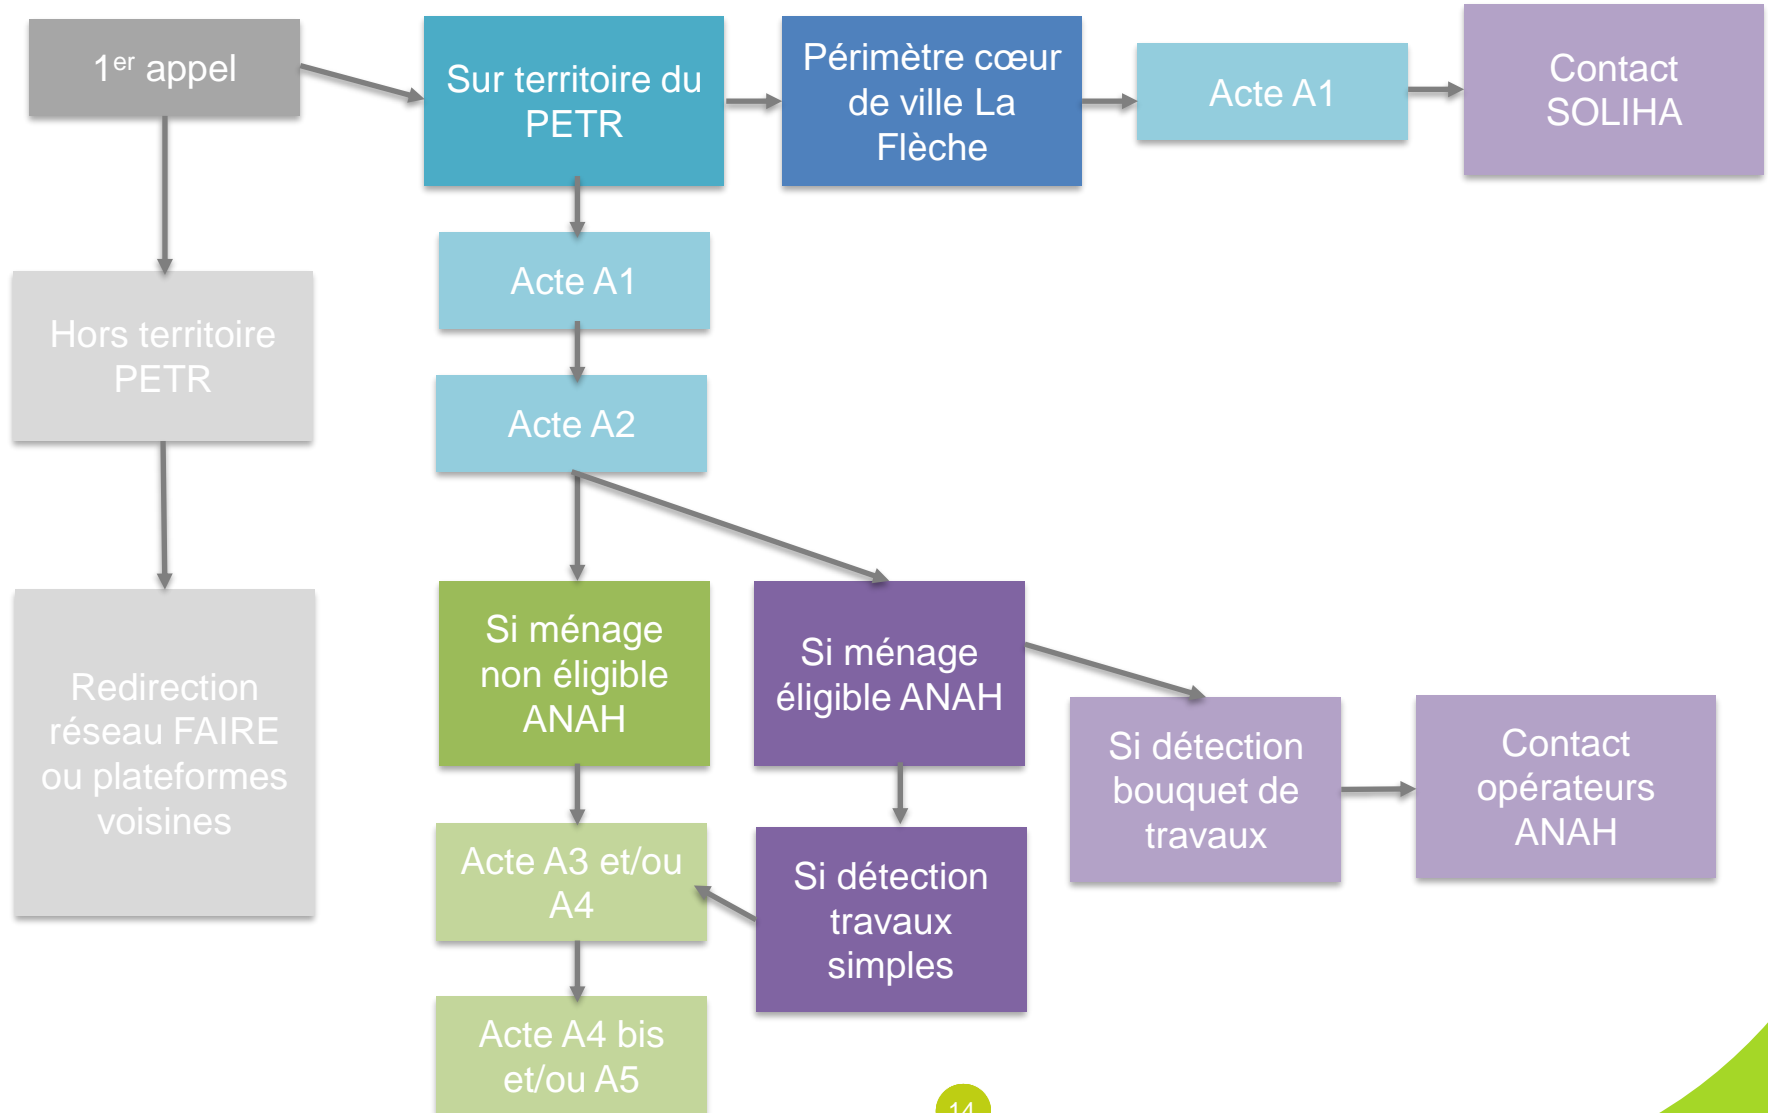 1er appel
Sur territoire du
PETR
Périmètre cœur
de ville La
Flèche
Acte A1
Contact
SOLIHA
Hors territoire
PETR
Acte A1
Acte A2
Redirection
réseau FAIRE
ou plateformes
voisines
Si ménage
non éligible
ANAH
Si ménage
éligible ANAH
Si détection
bouquet de
travaux
Contact
opérateurs
ANAH
Acte A3 et/ou
A4
Si détection
travaux
simples
Acte A4 bis
et/ou A5
14